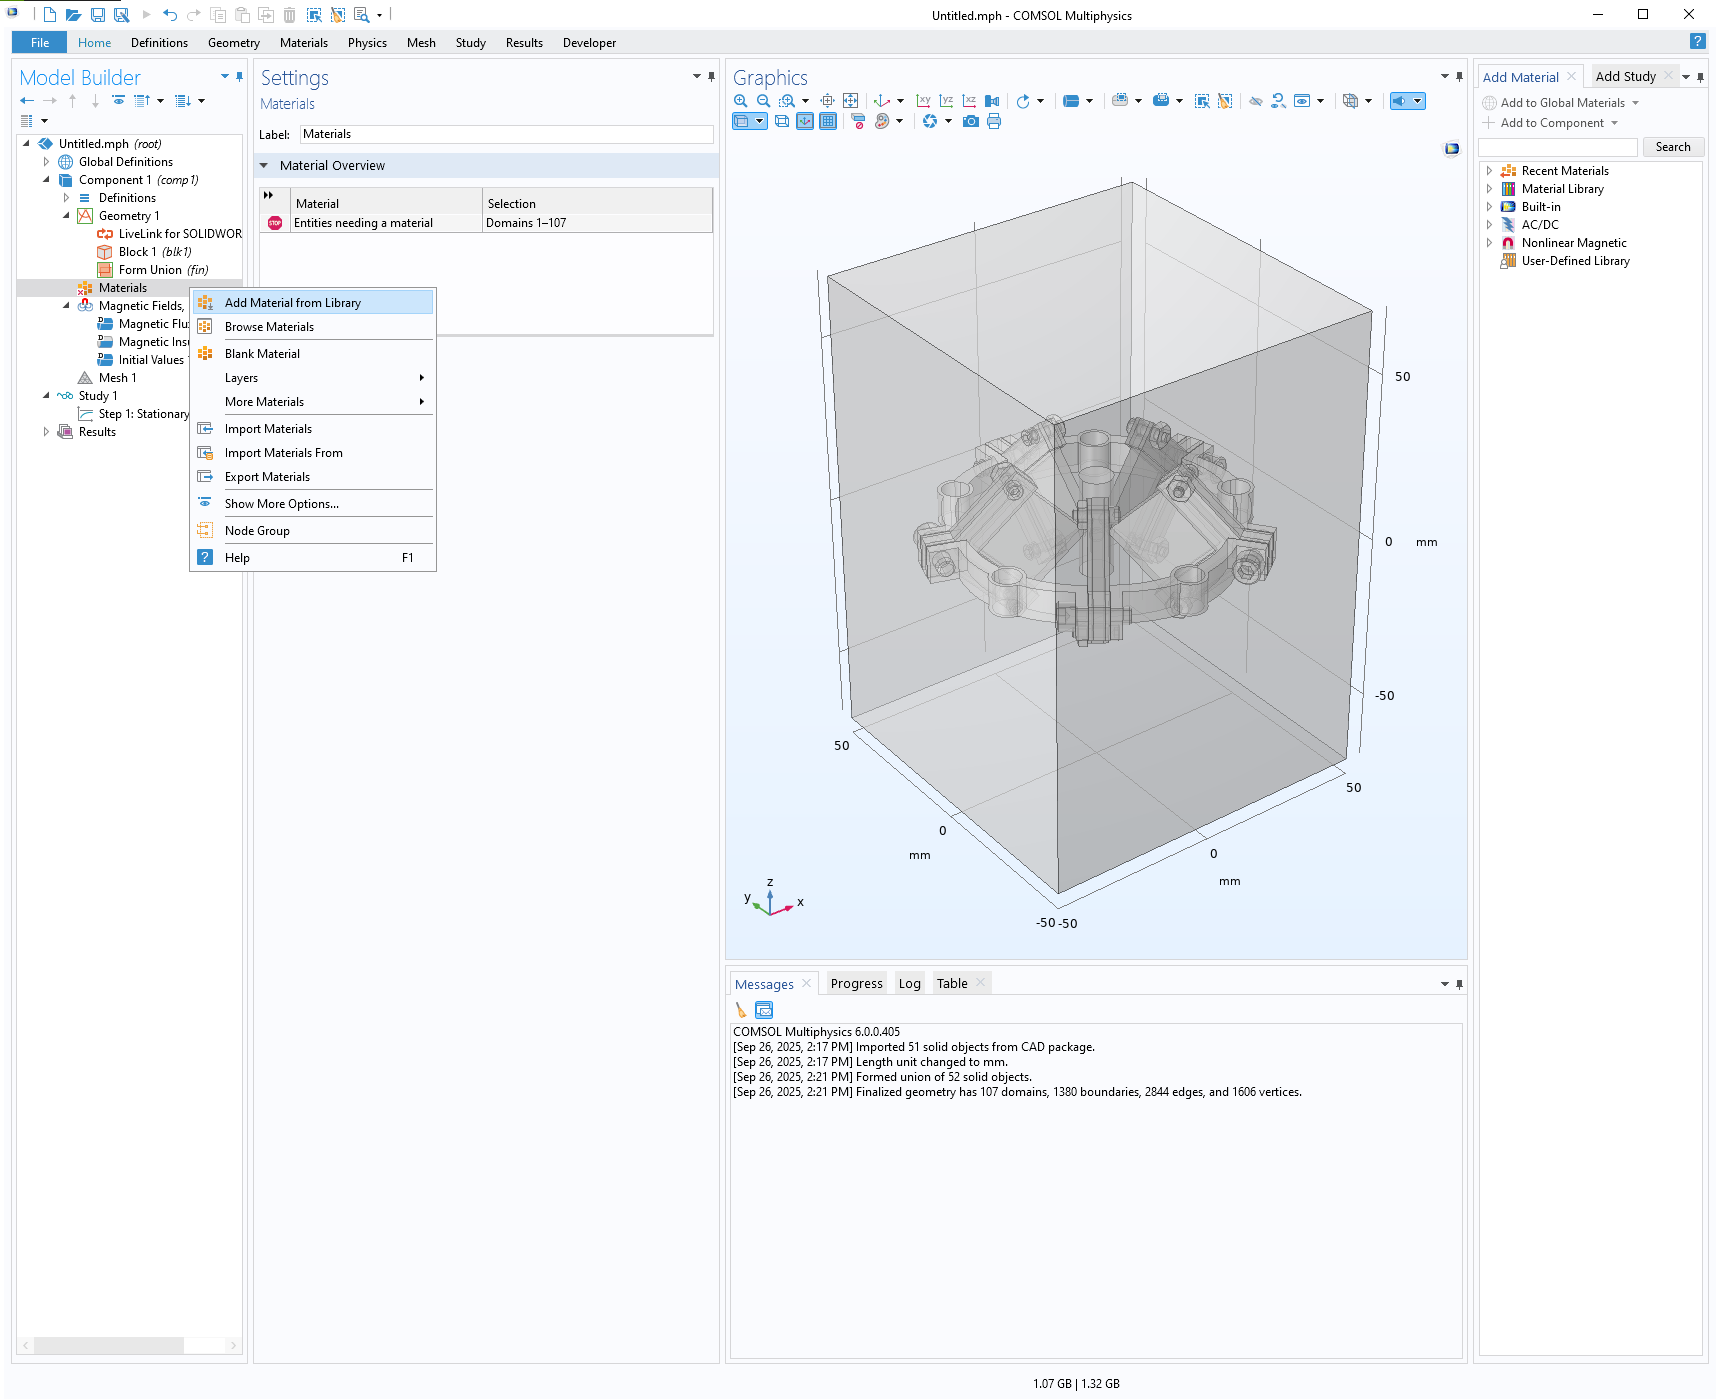 Untitled.mph - COMSOL Multiphysics
File Home Definitions Geometry Materials Physics Mesh Study Results Developer
Model Builder
Untitled.mph (root)
Global Definitions
Component 1 (comp1)
Definitions
Geometry 1
LiveLink for SOLIDWOR
Block 1 (blk1)
Form Union (fin)
Materials
Magnetic Fields,
Magnetic Flu
Magnetic Insu
Initial Values
Mesh 1
Study 1
Step 1: Stationary
Results
Add Material from Library
Browse Materials
Blank Material
Layers
More Materials
Import Materials
Import Materials From
Export Materials
Show More Options...
Node Group
Help F1
Settings
Materials
Label: Materials
Material Overview
Material Selection
STOP Entities needing a material Domains 1–107
Graphics
xy yz xz
50
0 mm
-50
50
0
mm
50
0
mm
-50 -50
z
y
x
Messages Progress Log Table
COMSOL Multiphysics 6.0.0.405
[Sep 26, 2025, 2:17 PM] Imported 51 solid objects from CAD package.
[Sep 26, 2025, 2:17 PM] Length unit changed to mm.
[Sep 26, 2025, 2:21 PM] Formed union of 52 solid objects.
[Sep 26, 2025, 2:21 PM] Finalized geometry has 107 domains, 1380 boundaries, 2844 edges, and 1606 vertices.
Add Material Add Study
Add to Global Materials
Add to Component
Search
Recent Materials
Material Library
Built-in
AC/DC
Nonlinear Magnetic
User-Defined Library
1.07 GB | 1.32 GB